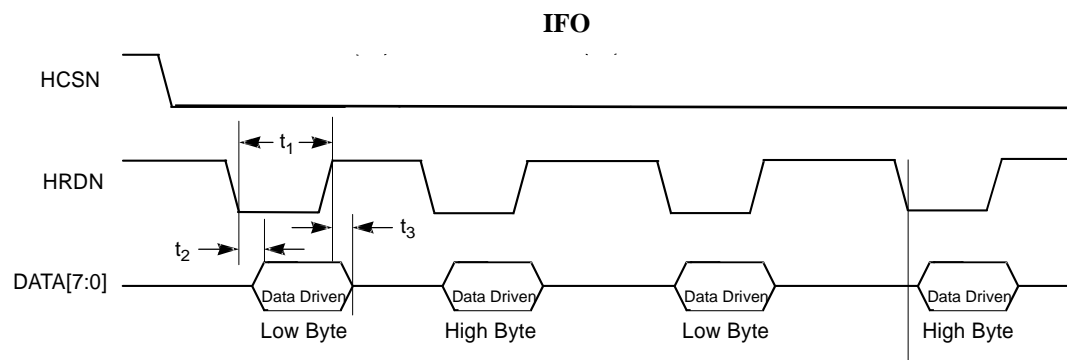 IFO
HCSN
t1
HRDN
t3
t2
DATA[7:0]
Data Driven Data Driven Data Driven Data Driven
Low Byte High Byte Low Byte High Byte